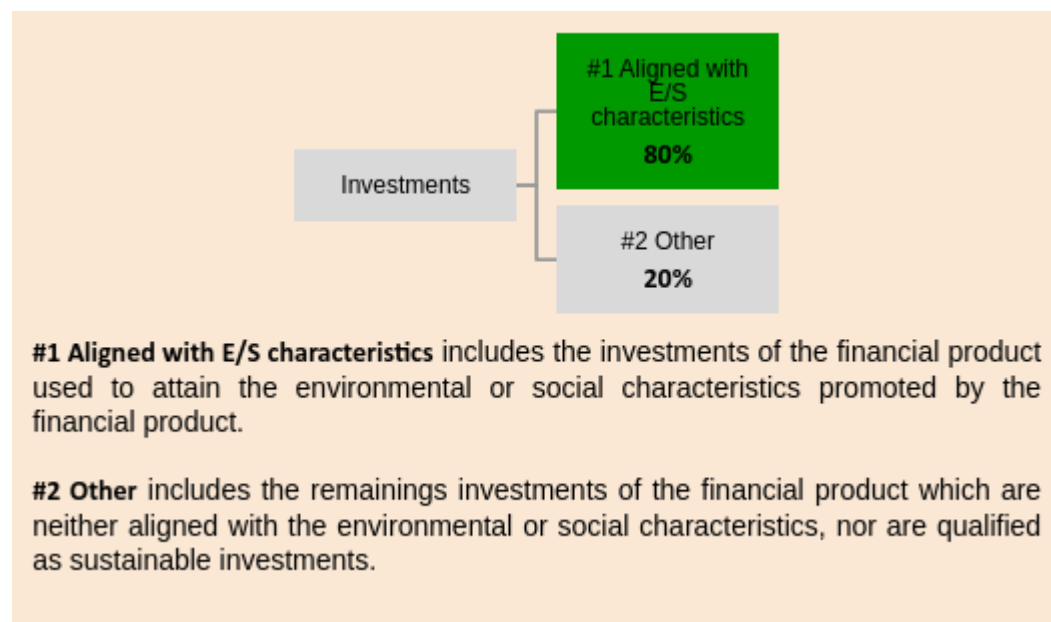 #1 Aligned with
E/S
characteristics
80%
Investments
#2 Other
20%
#1 Aligned with E/S characteristics includes the investments of the financial product
used to attain the environmental or social characteristics promoted by the
financial product.
#2 Other includes the remainings investments of the financial product which are
neither aligned with the environmental or social characteristics, nor are qualified
as sustainable investments.